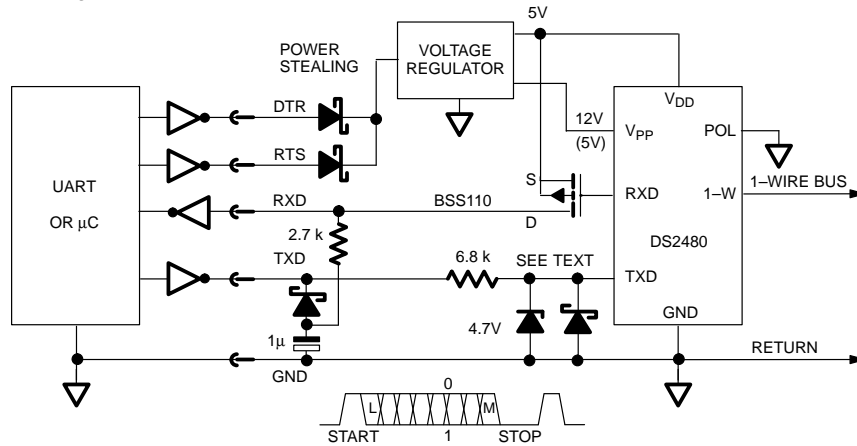 5V
POWER
STEALING
VOLTAGE
REGULATOR
DTR
12V
(5V)
VDD
VPP
POL
RTS
UART
OR μC
S
RXD
1–W
1–WIRE BUS
RXD
BSS110
D
DS2480
2.7 k
TXD
6.8 k
SEE TEXT
TXD
4.7V
GND
1μ
RETURN
GND
0
L
M
START
1
STOP